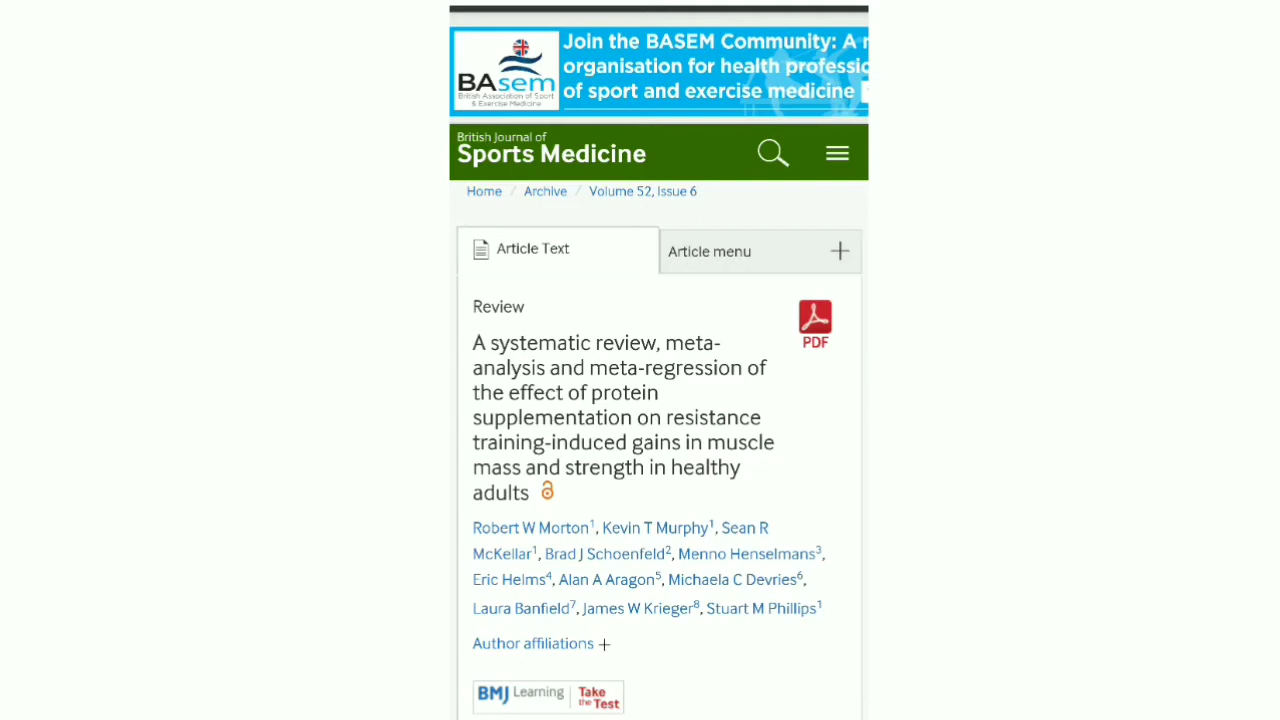 Join the BASEM Community: A
organisation for health professio
of sport and exercise medicine
BAsem
British Association of Sport
& Exercise Medicine
British Journal of
Sports Medicine
Home / Archive / Volume 52, Issue 6
Article Text
Article menu +
Review
PDF
A systematic review, meta-
analysis and meta-regression of
the effect of protein
supplementation on resistance
training-induced gains in muscle
mass and strength in healthy
adults
Robert W Morton1, Kevin T Murphy1, Sean R
McKellar1, Brad J Schoenfeld2, Menno Henselmans3,
Eric Helms4, Alan A Aragon5, Michaela C Devries6,
Laura Banfield7, James W Krieger8, Stuart M Phillips1
Author affiliations +
BMJ Learning Take
the Test